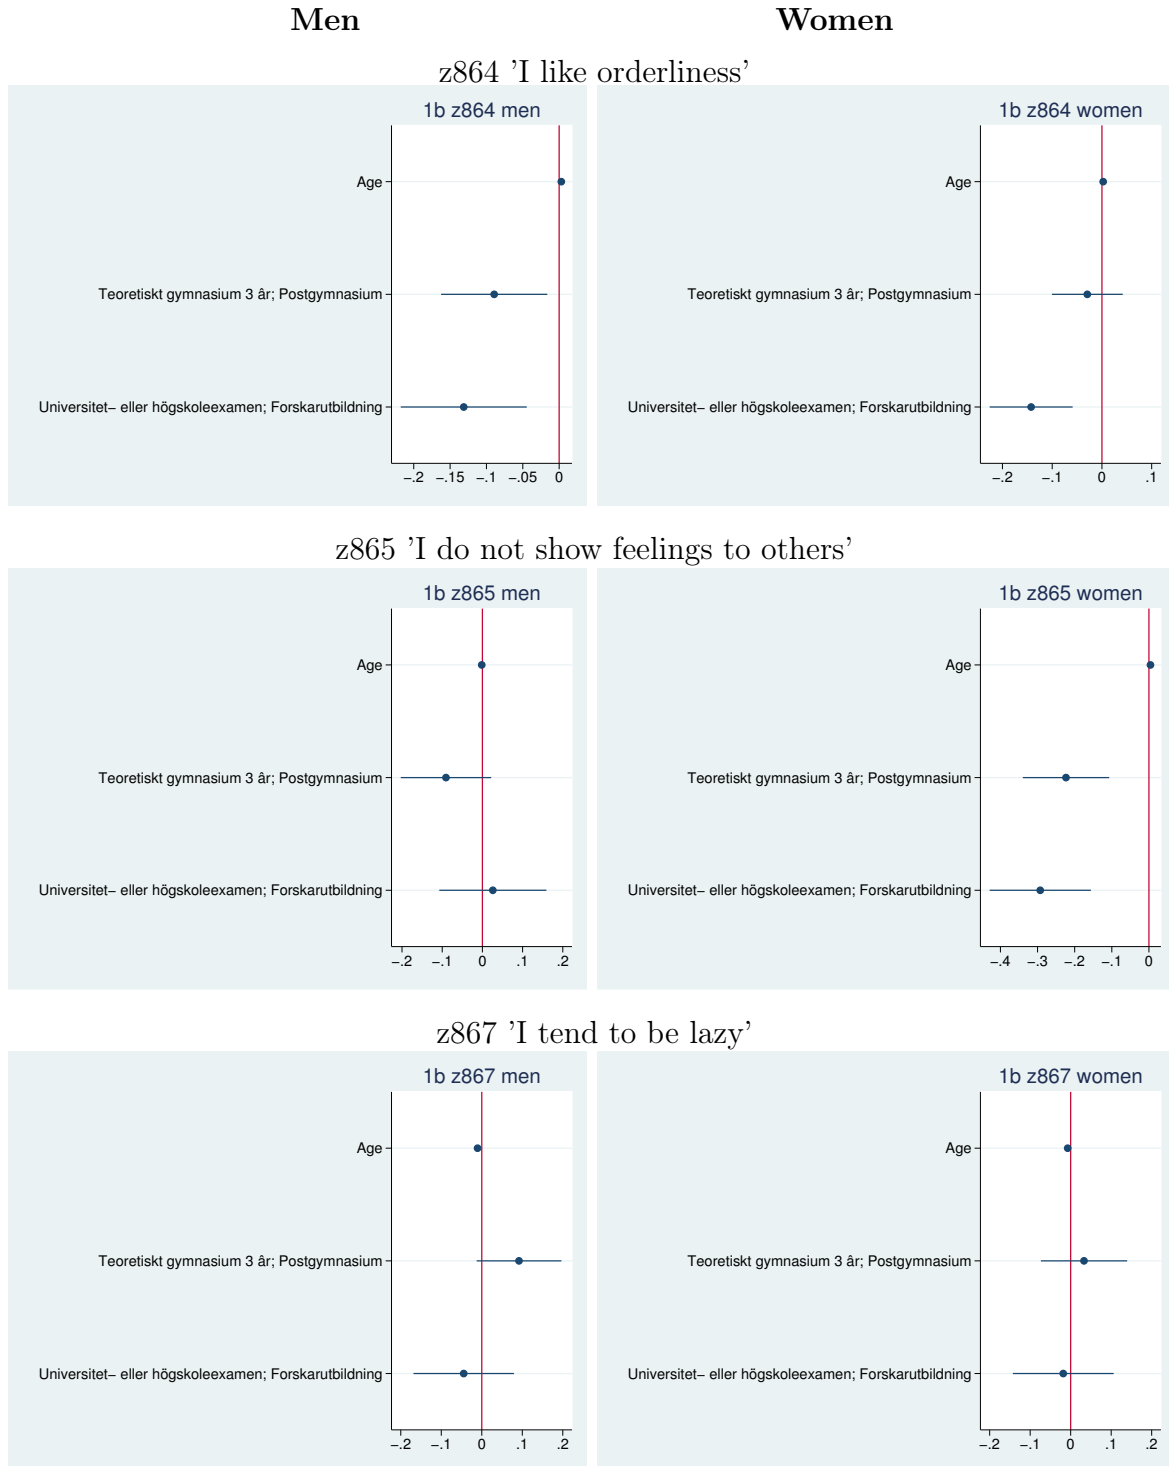 Men Women
z864 ’I like orderliness’
1b z864 men 1b z864 women
Age Age
Teoretiskt gymnasium 3 år; Postgymnasium Teoretiskt gymnasium 3 år; Postgymnasium
Universitet– eller högskoleexamen; Forskarutbildning Universitet– eller högskoleexamen; Forskarutbildning
–.2 –.15 –.1 –.05 0 –.2 –.1 0 .1
z865 ’I do not show feelings to others’
1b z865 men 1b z865 women
Age Age
Teoretiskt gymnasium 3 år; Postgymnasium Teoretiskt gymnasium 3 år; Postgymnasium
Universitet– eller högskoleexamen; Forskarutbildning Universitet– eller högskoleexamen; Forskarutbildning
–.2 –.1 0 .1 .2 –.4 –.3 –.2 –.1 0
z867 ’I tend to be lazy’
1b z867 men 1b z867 women
Age Age
Teoretiskt gymnasium 3 år; Postgymnasium Teoretiskt gymnasium 3 år; Postgymnasium
Universitet– eller högskoleexamen; Forskarutbildning Universitet– eller högskoleexamen; Forskarutbildning
–.2 –.1 0 .1 .2 –.2 –.1 0 .1 .2